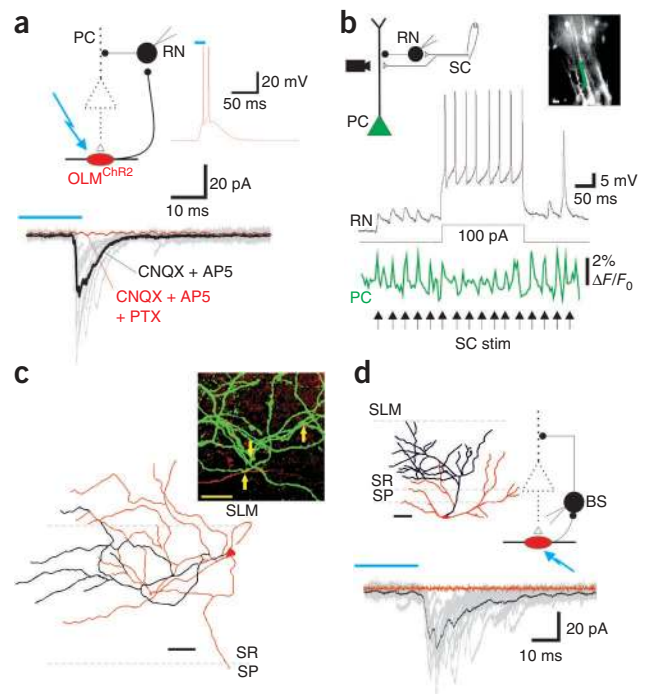 a
PC
RN
20 mV
50 ms
OLM^ChR2
20 pA
10 ms
CNQX + AP5
CNQX + AP5
+ PTX
b
RN
SC
PC
5 mV
50 ms
RN
100 pA
2%
ΔF/F0
PC
SC stim
c
SLM
SR
SP
d
SLM
SR
SP
BS
20 pA
10 ms